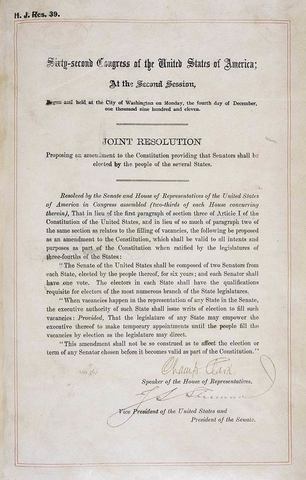 H. J. Res. 39.
Sixty-second Congress of the United States of America;
At the Second Session,
Begun and held at the City of Washington on Monday, the fourth day of December,
one thousand nine hundred and eleven.
JOINT RESOLUTION
Proposing an amendment to the Constitution providing that Senators shall be
elected by the people of the several States.
Resolved by the Senate and House of Representatives of the United States
of America in Congress assembled (two-thirds of each House concurring
therein), That in lieu of the first paragraph of section three of Article I of the
Constitution of the United States, and in lieu of so much of paragraph two of
the same section as relates to the filling of vacancies, the following be proposed
as an amendment to the Constitution, which shall be valid to all intents and
purposes as part of the Constitution when ratified by the legislatures of
three-fourths of the States:
"The Senate of the United States shall be composed of two Senators from
each State, elected by the people thereof, for six years; and each Senator shall
have one vote. The electors in each State shall have the qualifications
requisite for electors of the most numerous branch of the State legislatures.
"When vacancies happen in the representation of any State in the Senate,
the executive authority of such State shall issue writs of election to fill such
vacancies: Provided, That the legislature of any State may empower the
executive thereof to make temporary appointments until the people fill the
vacancies by election as the legislature may direct.
"This amendment shall not be so construed as to affect the election or
term of any Senator chosen before it becomes valid as part of the Constitution."
Champ Clark
Speaker of the House of Representatives.
Vice President of the United States and
President of the Senate.